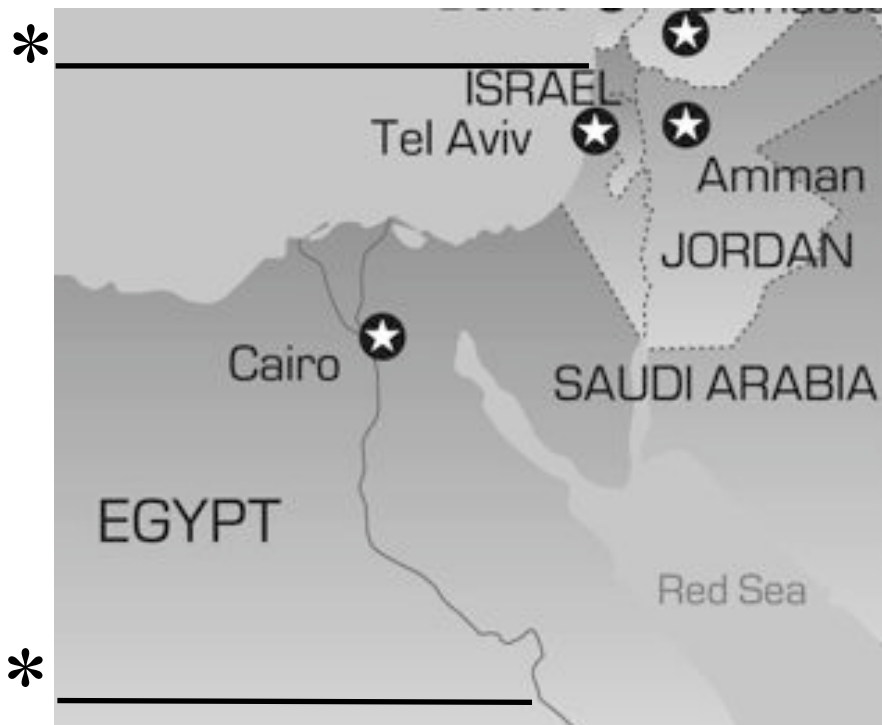 *
ISRAEL
Tel Aviv
Amman
JORDAN
Cairo
SAUDI ARABIA
EGYPT
Red Sea
*